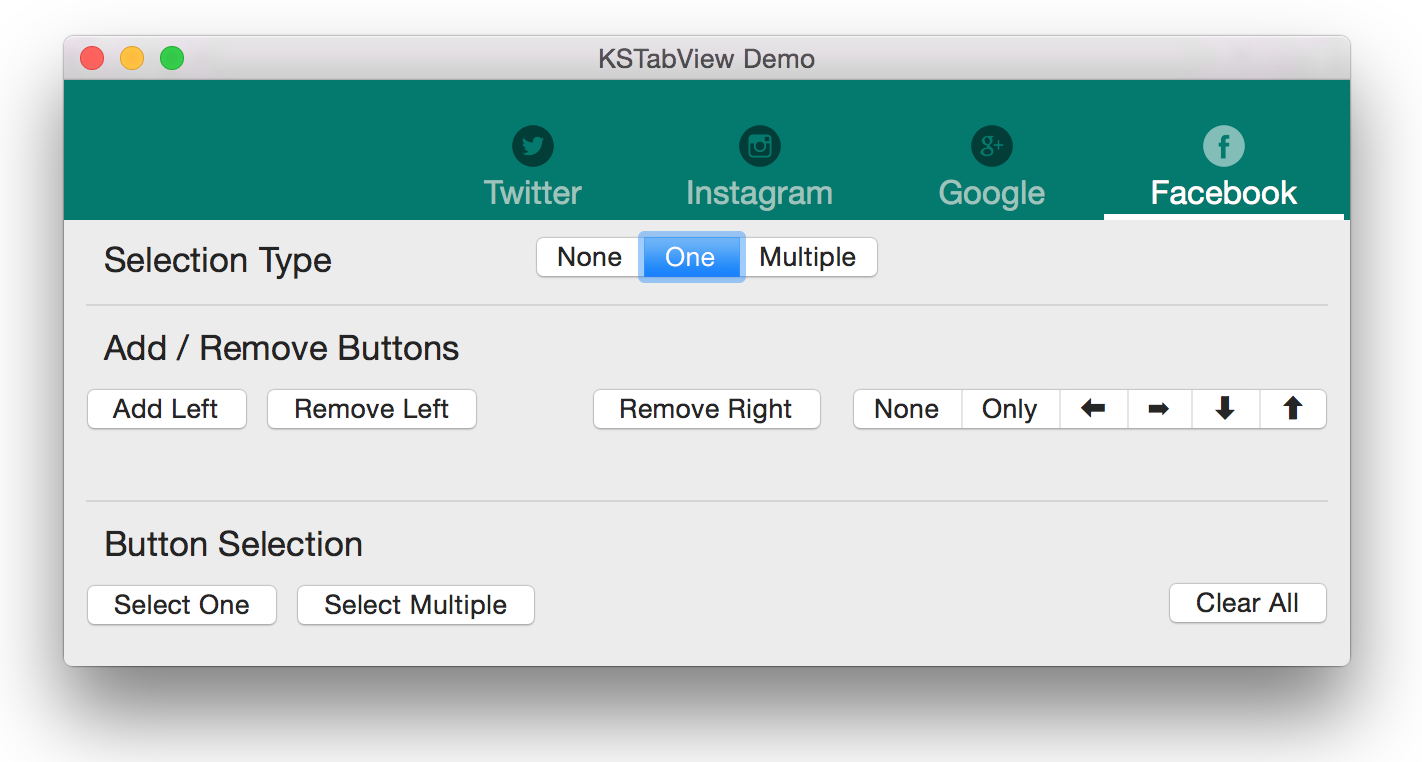 KSTabView Demo
Twitter Instagram Google Facebook
Selection Type None One Multiple
Add / Remove Buttons
Add Left Remove Left Remove Right None Only ⬅ ➡ ⬇ ⬆
Button Selection
Select One Select Multiple Clear All